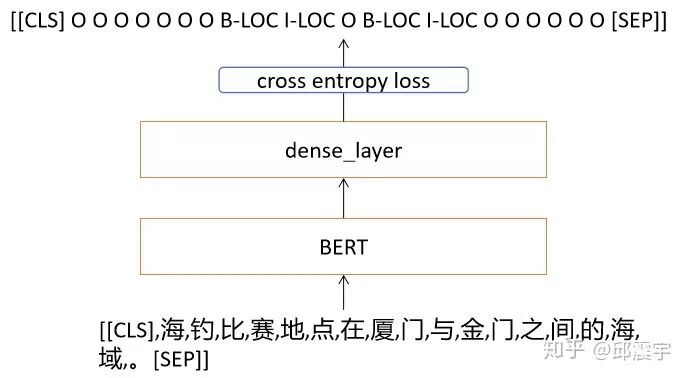 [[CLS] O O O O O O O B-LOC I-LOC O B-LOC I-LOC O O O O O O [SEP]]
cross entropy loss
dense_layer
BERT
[[CLS],海,钓,比,赛,地,点,在,厦,门,与,金,门,之,间,的,海,
域,。[SEP]]
知乎 @邱震宇